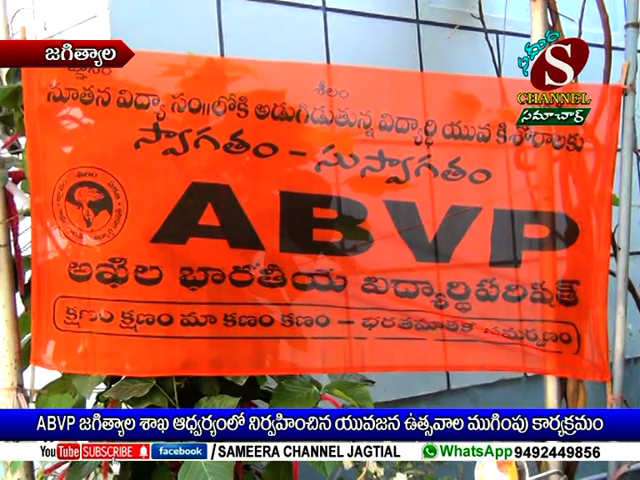 జగిత్యాల
సమీర
S
CHANNEL
సమాచార్
శీలం
నూతన విద్యా సం॥లోకి అడుగిడుతున్న విద్యార్థి యువ కిశోరాలకు
స్వాగతం – సుస్వాగతం
ABVP
అఖిల భారతీయ విద్యార్థి పరిషత్
క్షణం క్షణం మా కణం కణం – భరతమాతకే సమర్పణం
ABVP జగిత్యాల శాఖ ఆధ్వర్యంలో నిర్వహించిన యువజన ఉత్సవాల ముగింపు కార్యక్రమం
YouTube SUBSCRIBE facebook /SAMEERA CHANNEL JAGTIAL WhatsApp 9492449856